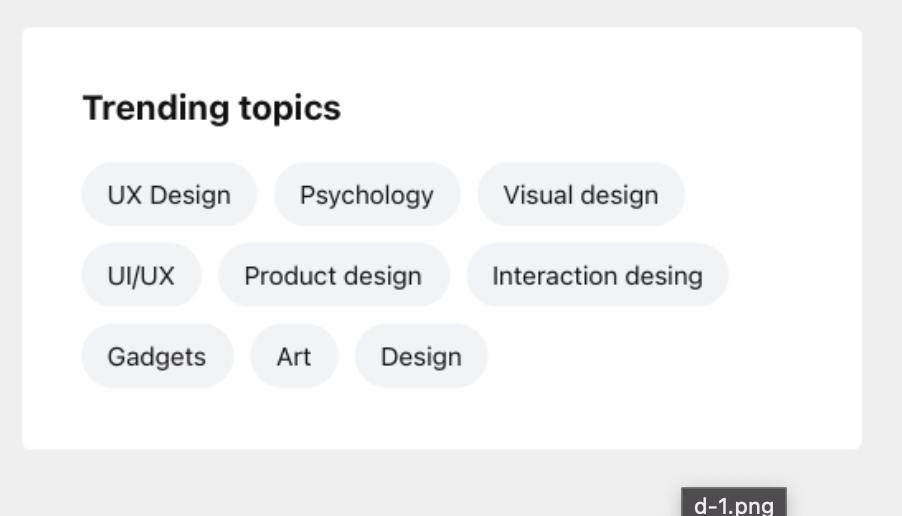 Trending topics
UX Design Psychology Visual design
UI/UX Product design Interaction desing
Gadgets Art Design
d-1.png